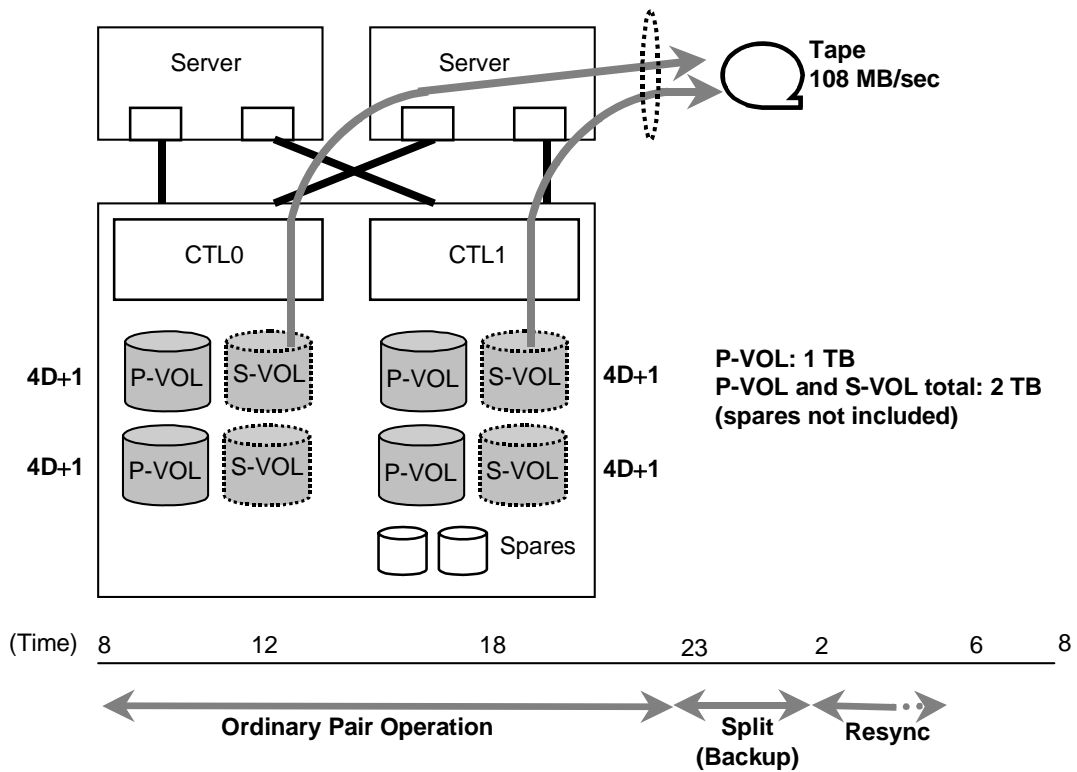 Server
Server
Tape
108 MB/sec
CTL0
CTL1
4D+1
P-VOL
S-VOL
P-VOL
S-VOL
4D+1
P-VOL: 1 TB
P-VOL and S-VOL total: 2 TB
(spares not included)
4D+1
P-VOL
S-VOL
P-VOL
S-VOL
4D+1
Spares
(Time) 8 12 18 23 2 6 8
Ordinary Pair Operation
Split
(Backup)
Resync